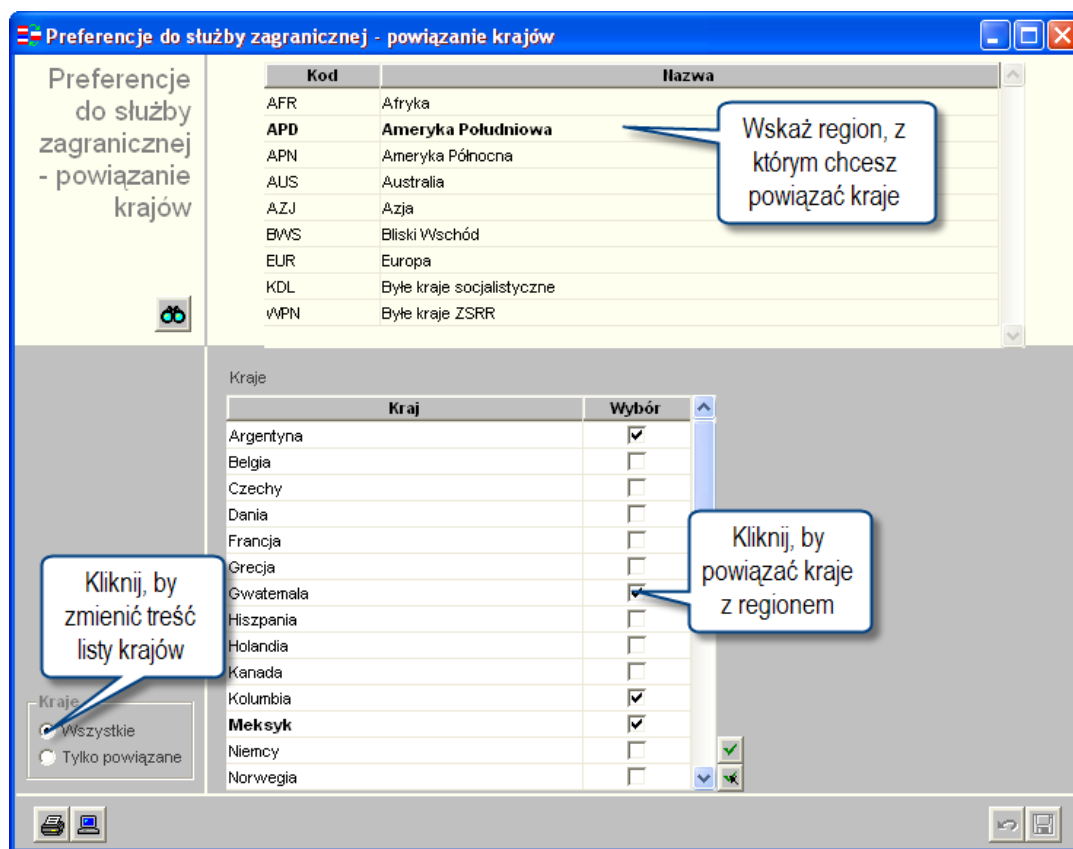 Preferencje do służby zagranicznej - powiązanie krajów
Preferencje
do służby
zagranicznej
- powiązanie
krajów
Kod Nazwa
AFR Afryka
APD Ameryka Południowa
APN Ameryka Północna
AUS Australia
AZJ Azja
BWS Bliski Wschód
EUR Europa
KDL Byłe kraje socjalistyczne
WPN Byłe kraje ZSRR
Wskaż region, z
którym chcesz
powiązać kraje
Kraje
Kraj Wybór
Argentyna
Belgia
Czechy
Dania
Francja
Grecja
Gwatemala
Hiszpania
Holandia
Kanada
Kolumbia
Meksyk
Niemcy
Norwegia
Kliknij, by
powiązać kraje
z regionem
Kliknij, by
zmienić treść
listy krajów
Kraje
Wszystkie
Tylko powiązane